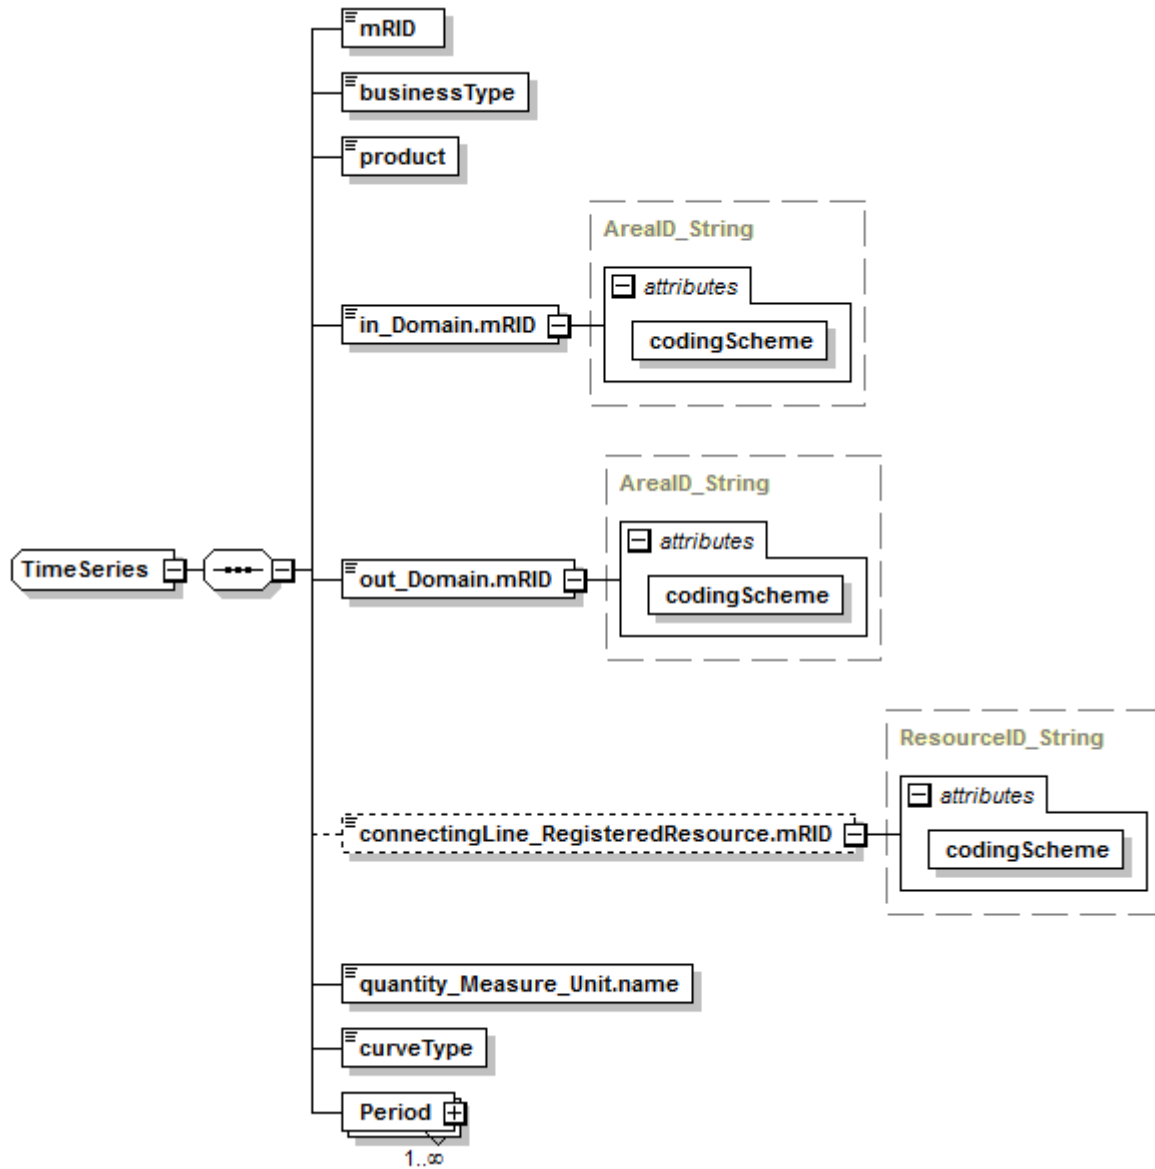 mRID
businessType
product
AreaID_String
attributes
in_Domain.mRID
codingScheme
AreaID_String
attributes
TimeSeries
out_Domain.mRID
codingScheme
ResourceID_String
attributes
connectingLine_RegisteredResource.mRID
codingScheme
quantity_Measure_Unit.name
curveType
Period
1..∞